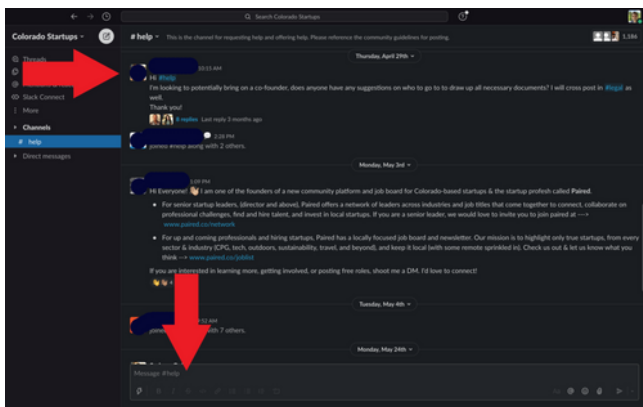 Search Colorado Startups
Colorado Startups
# help
This is the channel for requesting help and offering help. Please reference the community guidelines for posting.
1,186
Threads
Slack Connect
More
Channels
# help
Direct messages
Thursday, April 29th
10:15 AM
Hi #help
I'm looking to potentially bring on a co-founder, does anyone have any suggestions on who to go to to draw up all necessary documents? I will cross post in #legal as
well.
Thank you!
8 replies Last reply 3 months ago
2:28 PM
joined #help along with 2 others.
Monday, May 3rd
Hi Everyone! I am one of the founders of a new community platform and job board for Colorado-based startups & the startup profesh called Paired.
• For senior startup leaders, (director and above), Paired offers a network of leaders across industries and job titles that come together to connect, collaborate on
professional challenges, find and hire talent, and invest in local startups. If you are a senior leader, we would love to invite you to join paired at --->
www.paired.co/network
• For up and coming professionals and hiring startups, Paired has a locally focused job board and newsletter. Our mission is to highlight only true startups, from every
sector & industry (CPG, tech, outdoors, sustainability, travel, and beyond), and keep it local (with some remote sprinkled in). Check us out & let us know what you
think --> www.paired.co/joblist
If you are interested in learning more, getting involved, or posting free roles, shoot me a DM. I'd love to connect!
Tuesday, May 4th
:52 AM
with 7 others.
Monday, May 24th
Message #help